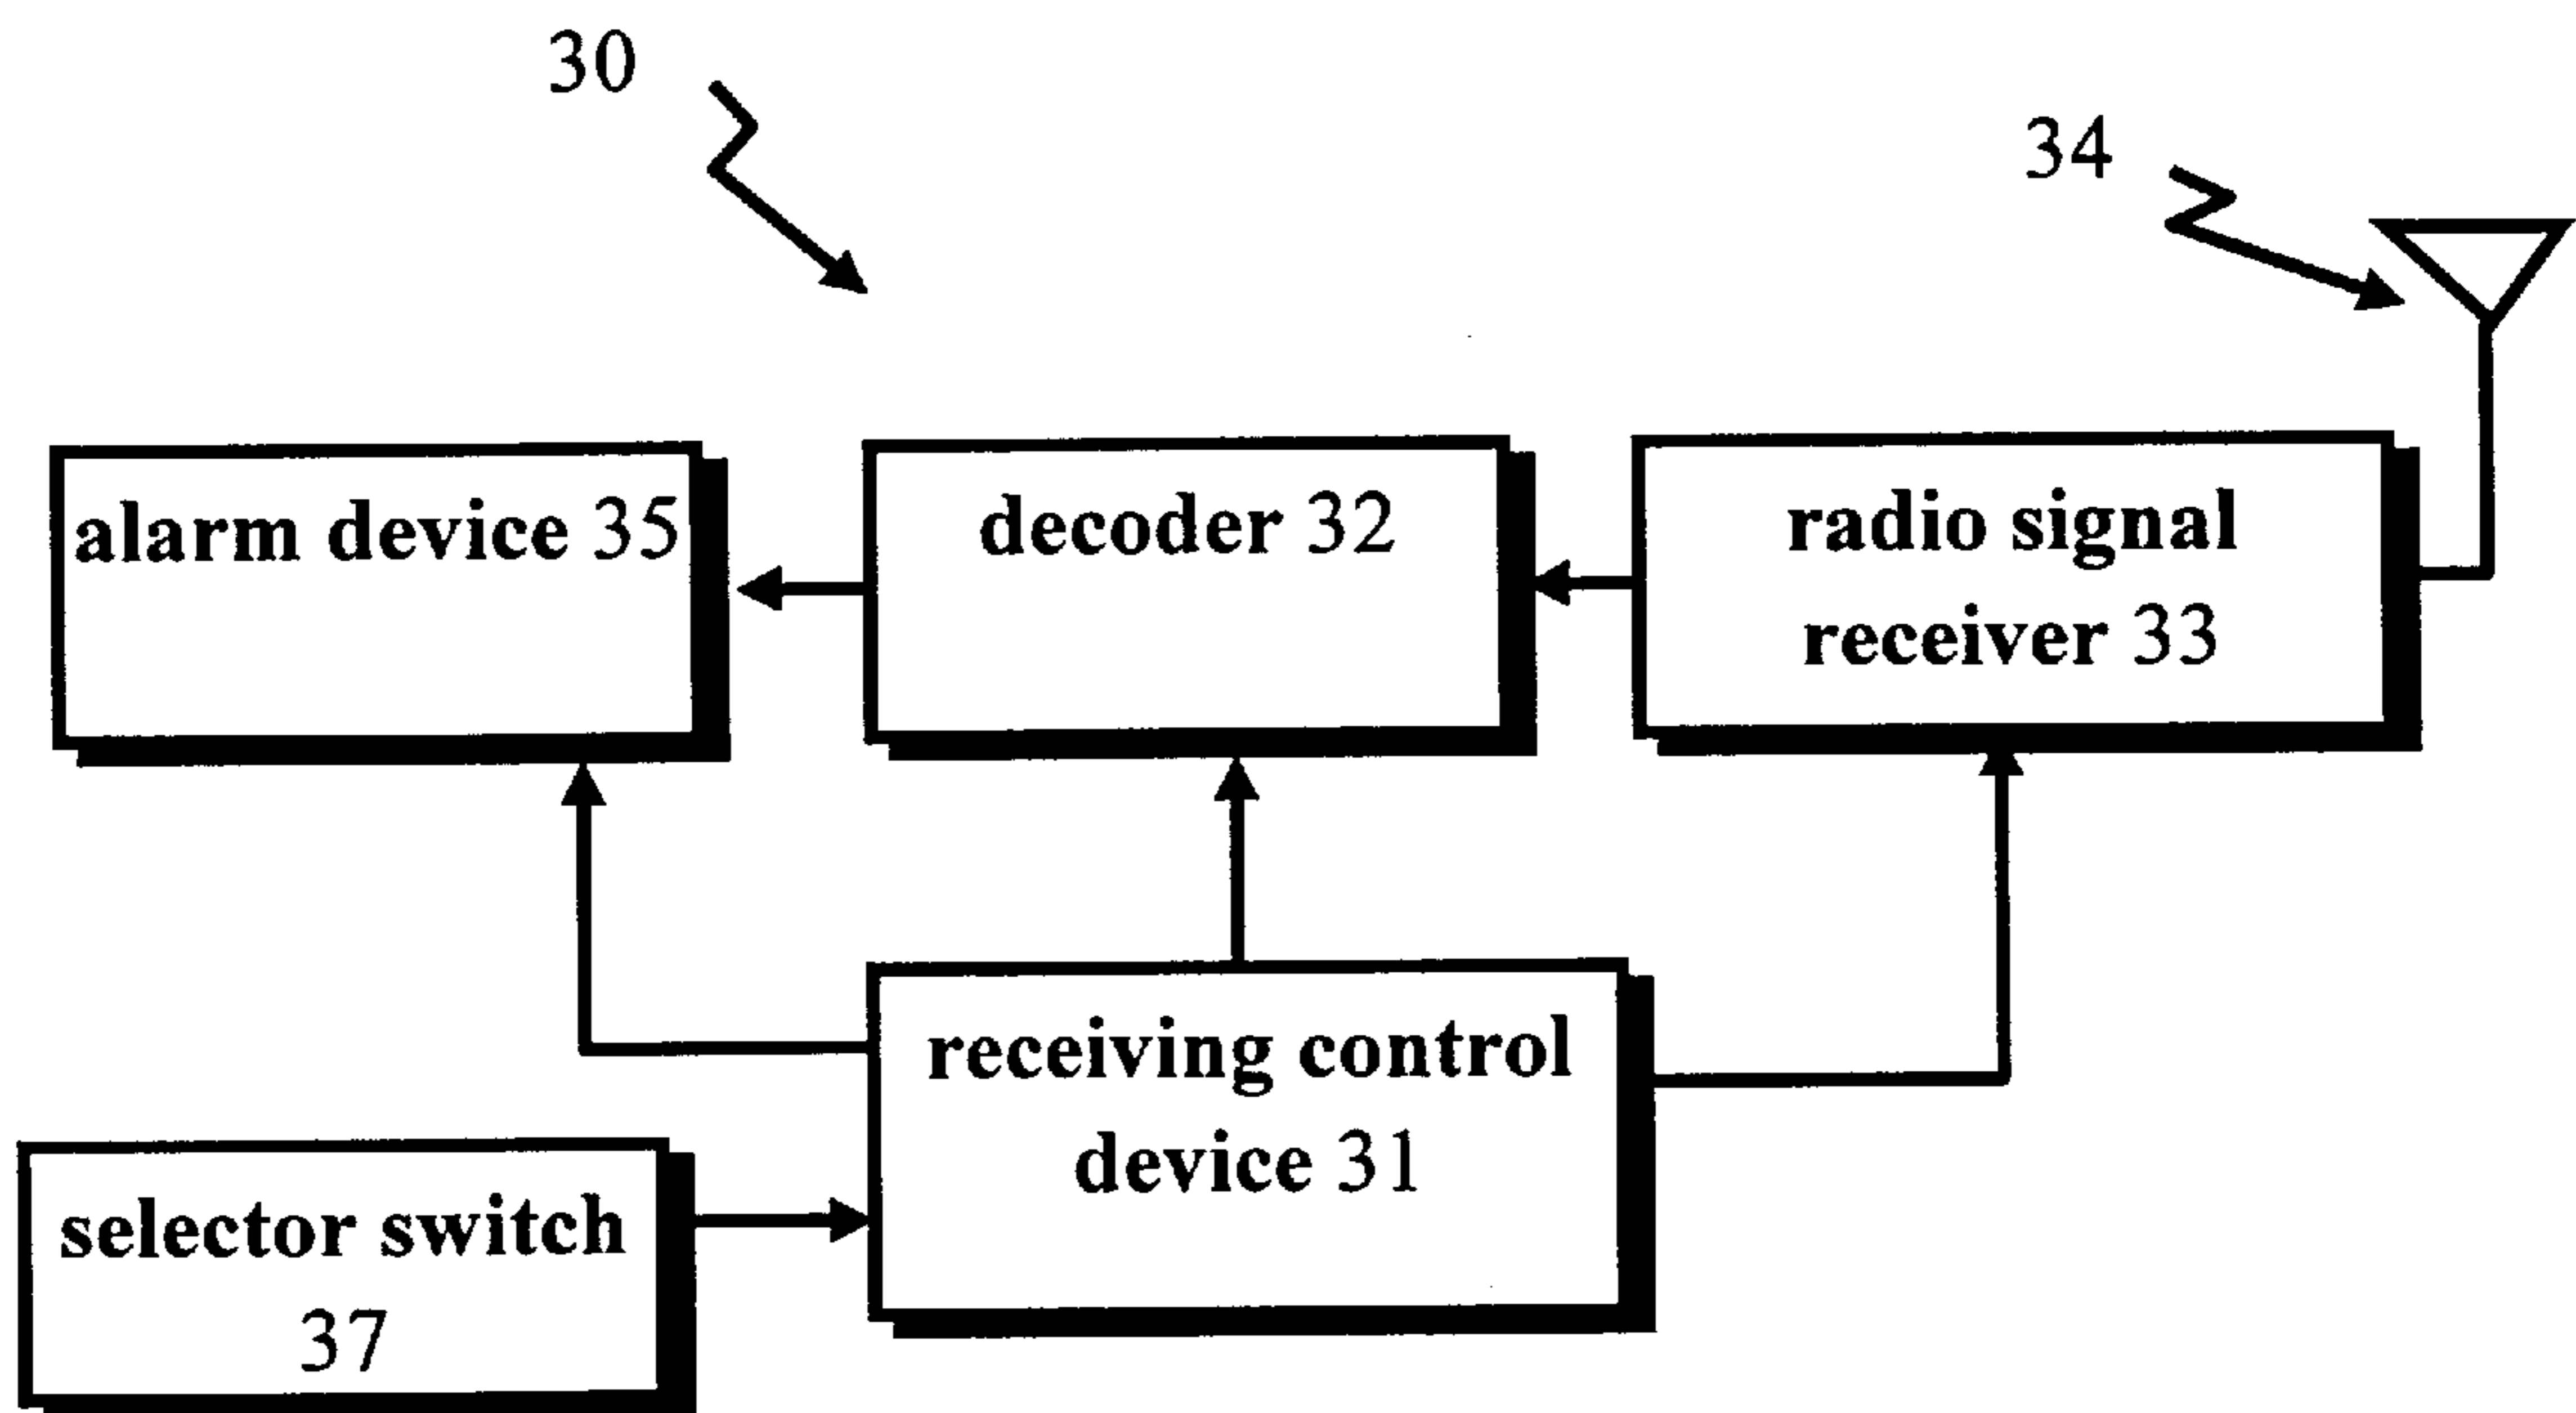 30
34
alarm device 35
decoder 32
radio signal
receiver 33
receiving control
device 31
selector switch
37